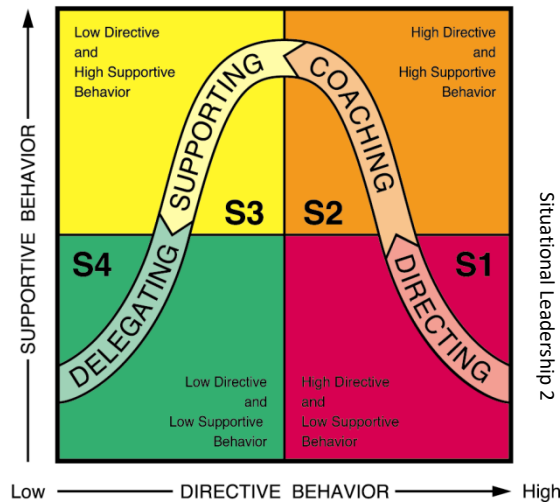 Low Directive
and
High Supportive
Behavior
High Directive
and
High Supportive
Behavior
SUPPORTING
COACHING
S3
S2
S4
S1
DELEGATING
DIRECTING
Low Directive
and
Low Supportive
Behavior
High Directive
and
Low Supportive
Behavior
SUPPORTIVE BEHAVIOR
Situational Leadership 2
Low
DIRECTIVE BEHAVIOR
High